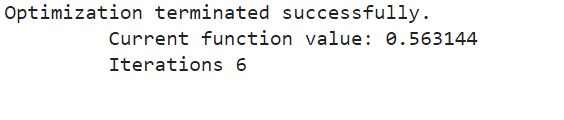 Optimization terminated successfully.
Current function value: 0.563144
Iterations 6